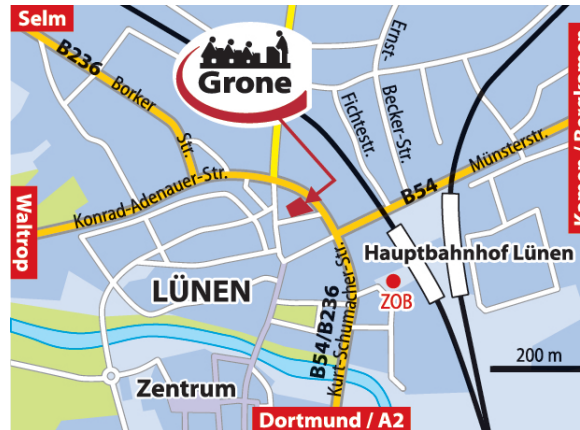 Selm
B236
Borker
Str.
Grone
Ernst-
Becker-Str.
Fichtestr.
Münsterstr.
B54
Waltrop
Konrad-Adenauer-Str.
Hauptbahnhof Lünen
LÜNEN
ZOB
B54/B236
Kurt-Schumacher-Str.
200 m
Zentrum
Dortmund / A2